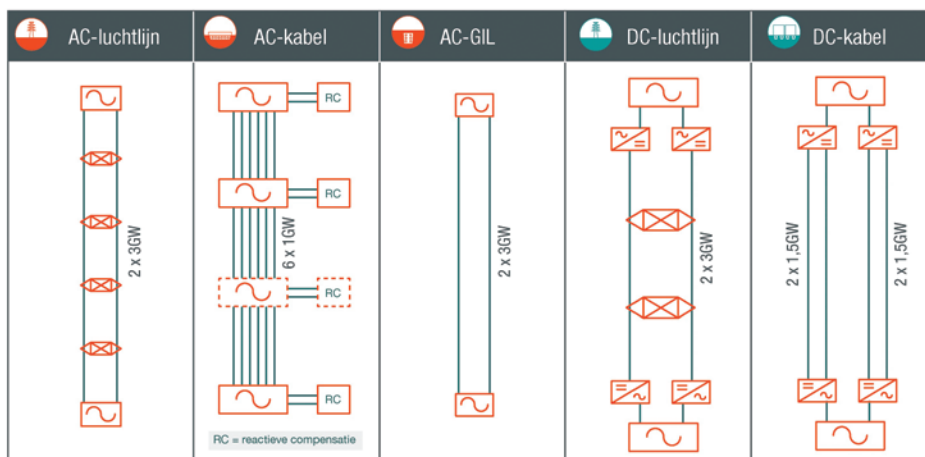 AC-luchtlijn
AC-kabel
AC-GIL
DC-luchtlijn
DC-kabel
2 x 3GW
RC
RC
6 x 1GW
RC
RC
RC = reactieve compensatie
2 x 3GW
2 x 3GW
2 x 1,5GW
2 x 1,5GW